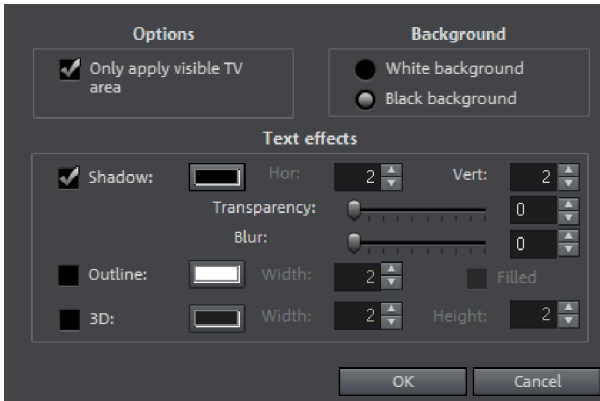 Options
Only apply visible TV
area
Background
White background
Black background
Text effects
Shadow: Hor: 2 Vert: 2
Transparency: 0
Blur: 0
Outline: Width: 2 Filled
3D: Width: 2 Height: 2
OK Cancel